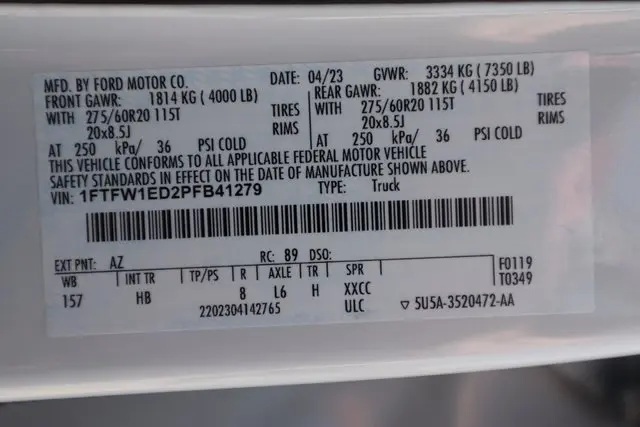 MFD. BY FORD MOTOR CO. DATE: 04/23 GVWR: 3334 KG ( 7350 LB)
FRONT GAWR: 1814 KG ( 4000 LB) REAR GAWR: 1882 KG ( 4150 LB)
WITH 275/60R20 115T TIRES WITH 275/60R20 115T TIRES
20x8.5J RIMS 20x8.5J RIMS
AT 250 kPa/ 36 PSI COLD AT 250 kPa/ 36 PSI COLD
THIS VEHICLE CONFORMS TO ALL APPLICABLE FEDERAL MOTOR VEHICLE
SAFETY STANDARDS IN EFFECT ON THE DATE OF MANUFACTURE SHOWN ABOVE.
VIN: 1FTFW1ED2PFB41279 TYPE: Truck
EXT PNT: AZ RC: 89 DSO: F0119
WB INT TR TP/PS R AXLE TR SPR T0349
157 HB 8 L6 H XXCC
2202304142765 ULC ▽ 5U5A-3520472-AA